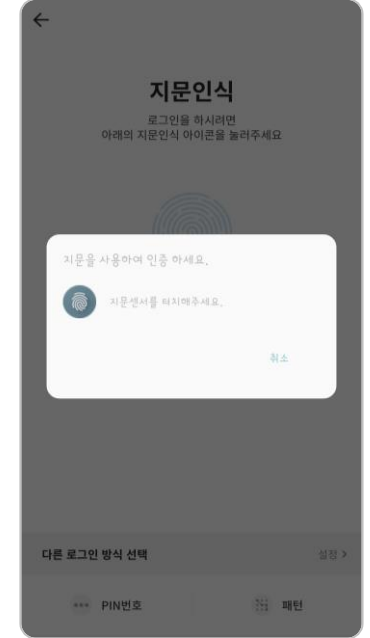 지문인식
로그인을 하시려면
아래의 지문인식 아이콘을 눌러주세요
지문을 사용하여 인증 하세요.
지문센서를 터치해주세요.
취소
다른 로그인 방식 선택
설정 >
PIN번호
패턴